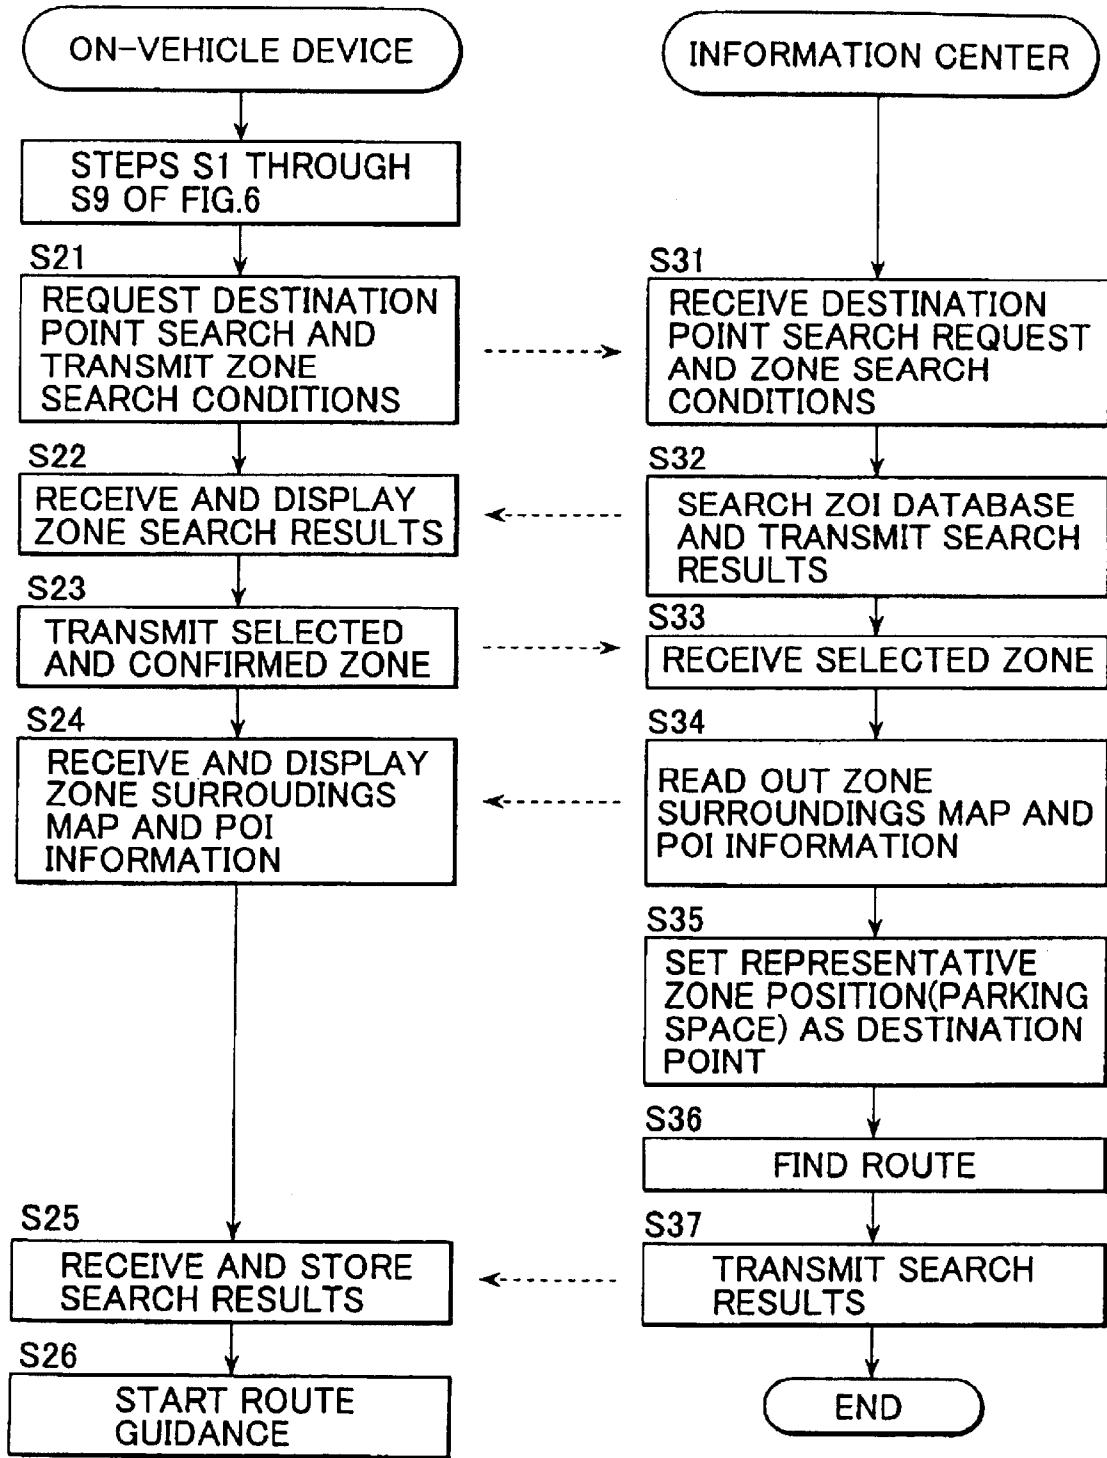 ON-VEHICLE DEVICE
STEPS S1 THROUGH
S9 OF FIG.6
S21
REQUEST DESTINATION
POINT SEARCH AND
TRANSMIT ZONE
SEARCH CONDITIONS
S22
RECEIVE AND DISPLAY
ZONE SEARCH RESULTS
S23
TRANSMIT SELECTED
AND CONFIRMED ZONE
S24
RECEIVE AND DISPLAY
ZONE SURROUDINGS
MAP AND POI
INFORMATION
S25
RECEIVE AND STORE
SEARCH RESULTS
S26
START ROUTE
GUIDANCE
INFORMATION CENTER
S31
RECEIVE DESTINATION
POINT SEARCH REQUEST
AND ZONE SEARCH
CONDITIONS
S32
SEARCH ZOI DATABASE
AND TRANSMIT SEARCH
RESULTS
S33
RECEIVE SELECTED ZONE
S34
READ OUT ZONE
SURROUNDINGS MAP AND
POI INFORMATION
S35
SET REPRESENTATIVE
ZONE POSITION(PARKING
SPACE) AS DESTINATION
POINT
S36
FIND ROUTE
S37
TRANSMIT SEARCH
RESULTS
END